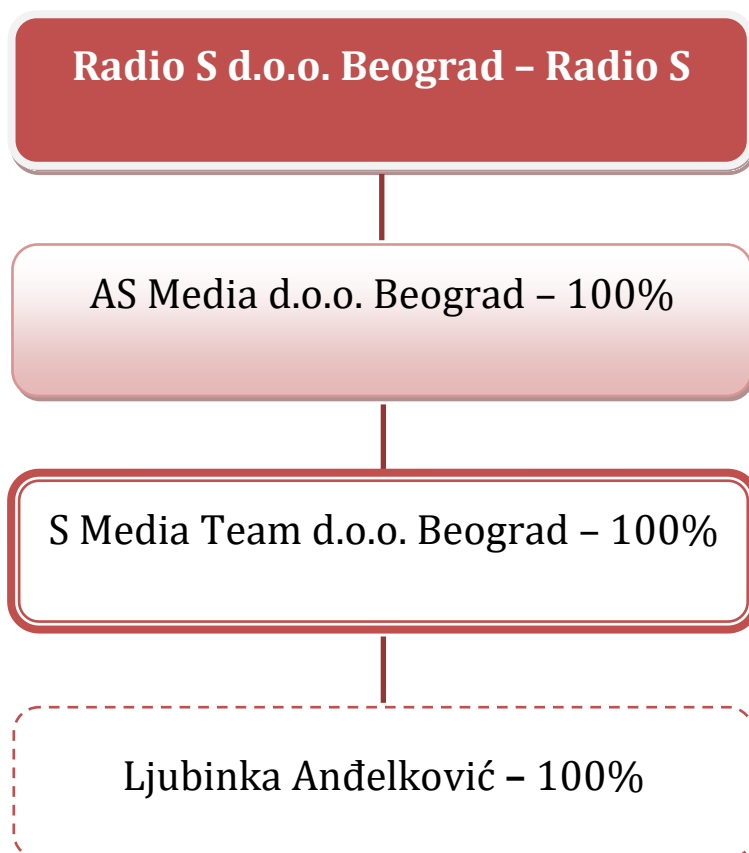 Radio S d.o.o. Beograd – Radio S
AS Media d.o.o. Beograd – 100%
S Media Team d.o.o. Beograd – 100%
Ljubinka Anđelković – 100%